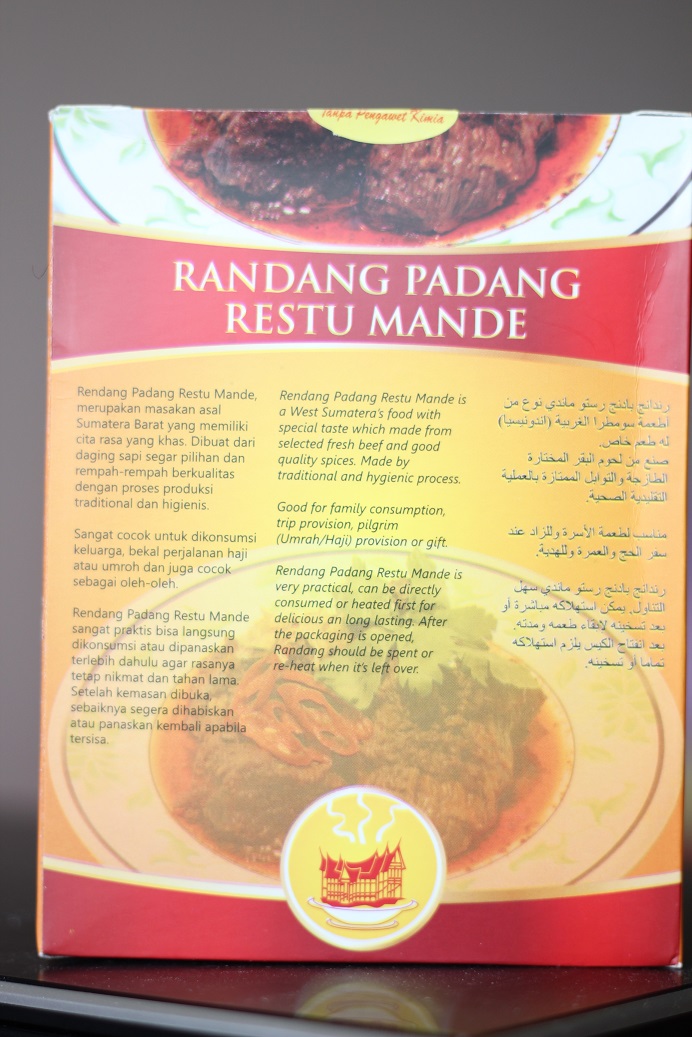 Tanpa Pengawet Kimia
RANDANG PADANG
RESTU MANDE
Rendang Padang Restu Mande,
merupakan masakan asal
Sumatera Barat yang memiliki
cita rasa yang khas. Dibuat dari
daging sapi segar pilihan dan
rempah-rempah berkualitas
dengan proses produksi
traditional dan higienis.
Sangat cocok untuk dikonsumsi
keluarga, bekal perjalanan haji
atau umroh dan juga cocok
sebagai oleh-oleh.
Rendang Padang Restu Mande
sangat praktis bisa langsung
dikonsumsi atau dipanaskan
terlebih dahulu agar rasanya
tetap nikmat dan tahan lama.
Setelah kemasan dibuka,
sebaiknya segera dihabiskan
atau panaskan kembali apabila
tersisa.
Rendang Padang Restu Mande is
a West Sumatera's food with
special taste which made from
selected fresh beef and good
quality spices. Made by
traditional and hygienic process.
Good for family consumption,
trip provision, pilgrim
(Umrah/Haji) provision or gift.
Rendang Padang Restu Mande is
very practical, can be directly
consumed or heated first for
delicious an long lasting. After
the packaging is opened,
Randang should be spent or
re-heat when it's left over.
رندانج بادنج رستو ماندي نوع من
أطعمة سومطرا الغربية (اندونيسيا)
له طعم خاص.
صنع من لحوم البقر المختارة
الطازجة والتوابل الممتازة بالعملية
التقليدية الصحية.
مناسب لطعمة الأسرة وللزاد عند
سفر الحج والعمرة وللهدية.
رندانج بادنج رستو ماندي سهل
التناول. يمكن استهلاكه مباشرة أو
بعد تسخينه لإبقاء طعمه ومدته.
بعد انفتاح الكيس يلزم استهلاكه
تماما أو تسخينه.